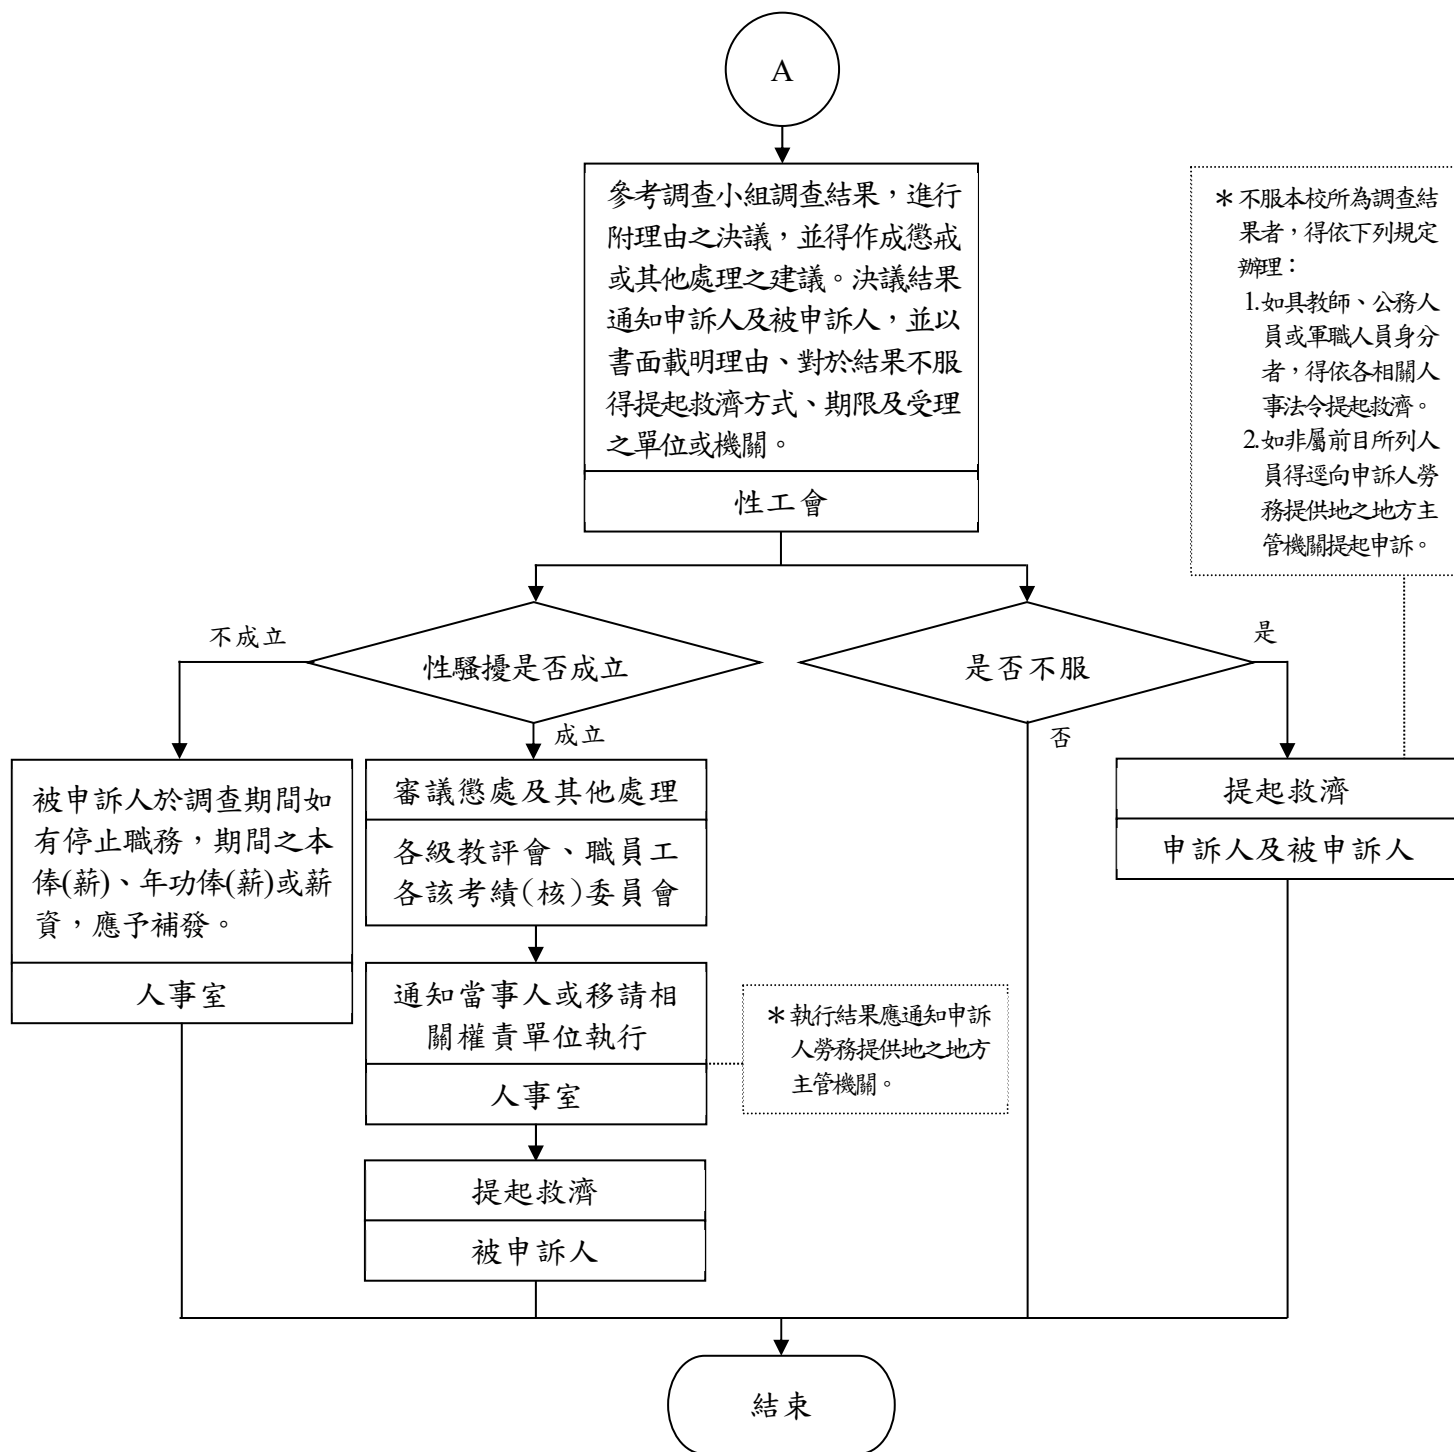 A
參考調查小組調查結果，進行
附理由之決議，並得作成懲戒
或其他處理之建議。決議結果
通知申訴人及被申訴人，並以
書面載明理由、對於結果不服
得提起救濟方式、期限及受理
之單位或機關。
性工會
＊不服本校所為調查結
果者，得依下列規定
辦理：
1.如具教師、公務人
員或軍職人員身分
者，得依各相關人
事法令提起救濟。
2.如非屬前目所列人
員得逕向申訴人勞
務提供地之地方主
管機關提起申訴。
不成立
性騷擾是否成立
成立
是否不服
是
否
被申訴人於調查期間如
有停止職務，期間之本
俸(薪)、年功俸(薪)或薪
資，應予補發。
人事室
審議懲處及其他處理
各級教評會、職員工
各該考績(核)委員會
通知當事人或移請相
關權責單位執行
人事室
＊執行結果應通知申訴
人勞務提供地之地方
主管機關。
提起救濟
被申訴人
提起救濟
申訴人及被申訴人
結束